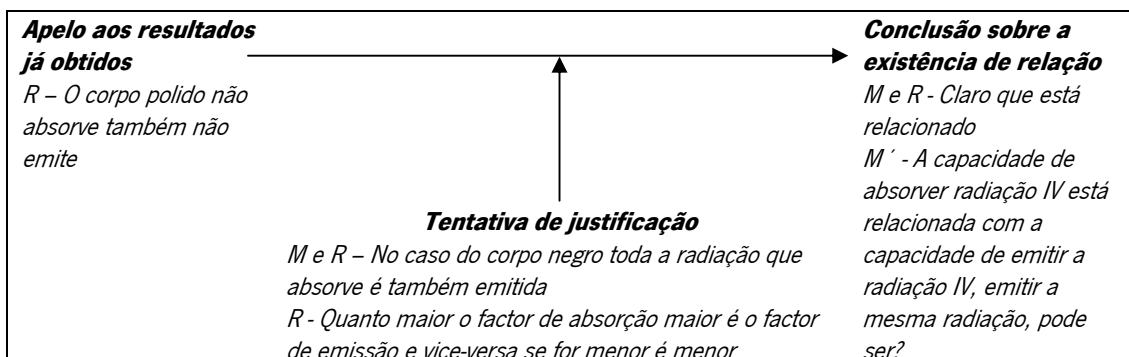 Apelo aos resultados
já obtidos
R – O corpo polido não
absorve também não
emite
Conclusão sobre a
existência de relação
M e R - Claro que está
relacionado
M ´ - A capacidade de
absorver radiação IV está
relacionada com a
capacidade de emitir a
radiação IV, emitir a
mesma radiação, pode
ser?
Tentativa de justificação
M e R – No caso do corpo negro toda a radiação que
absorve é também emitida
R - Quanto maior o factor de absorção maior é o factor
de emissão e vice-versa se for menor é menor